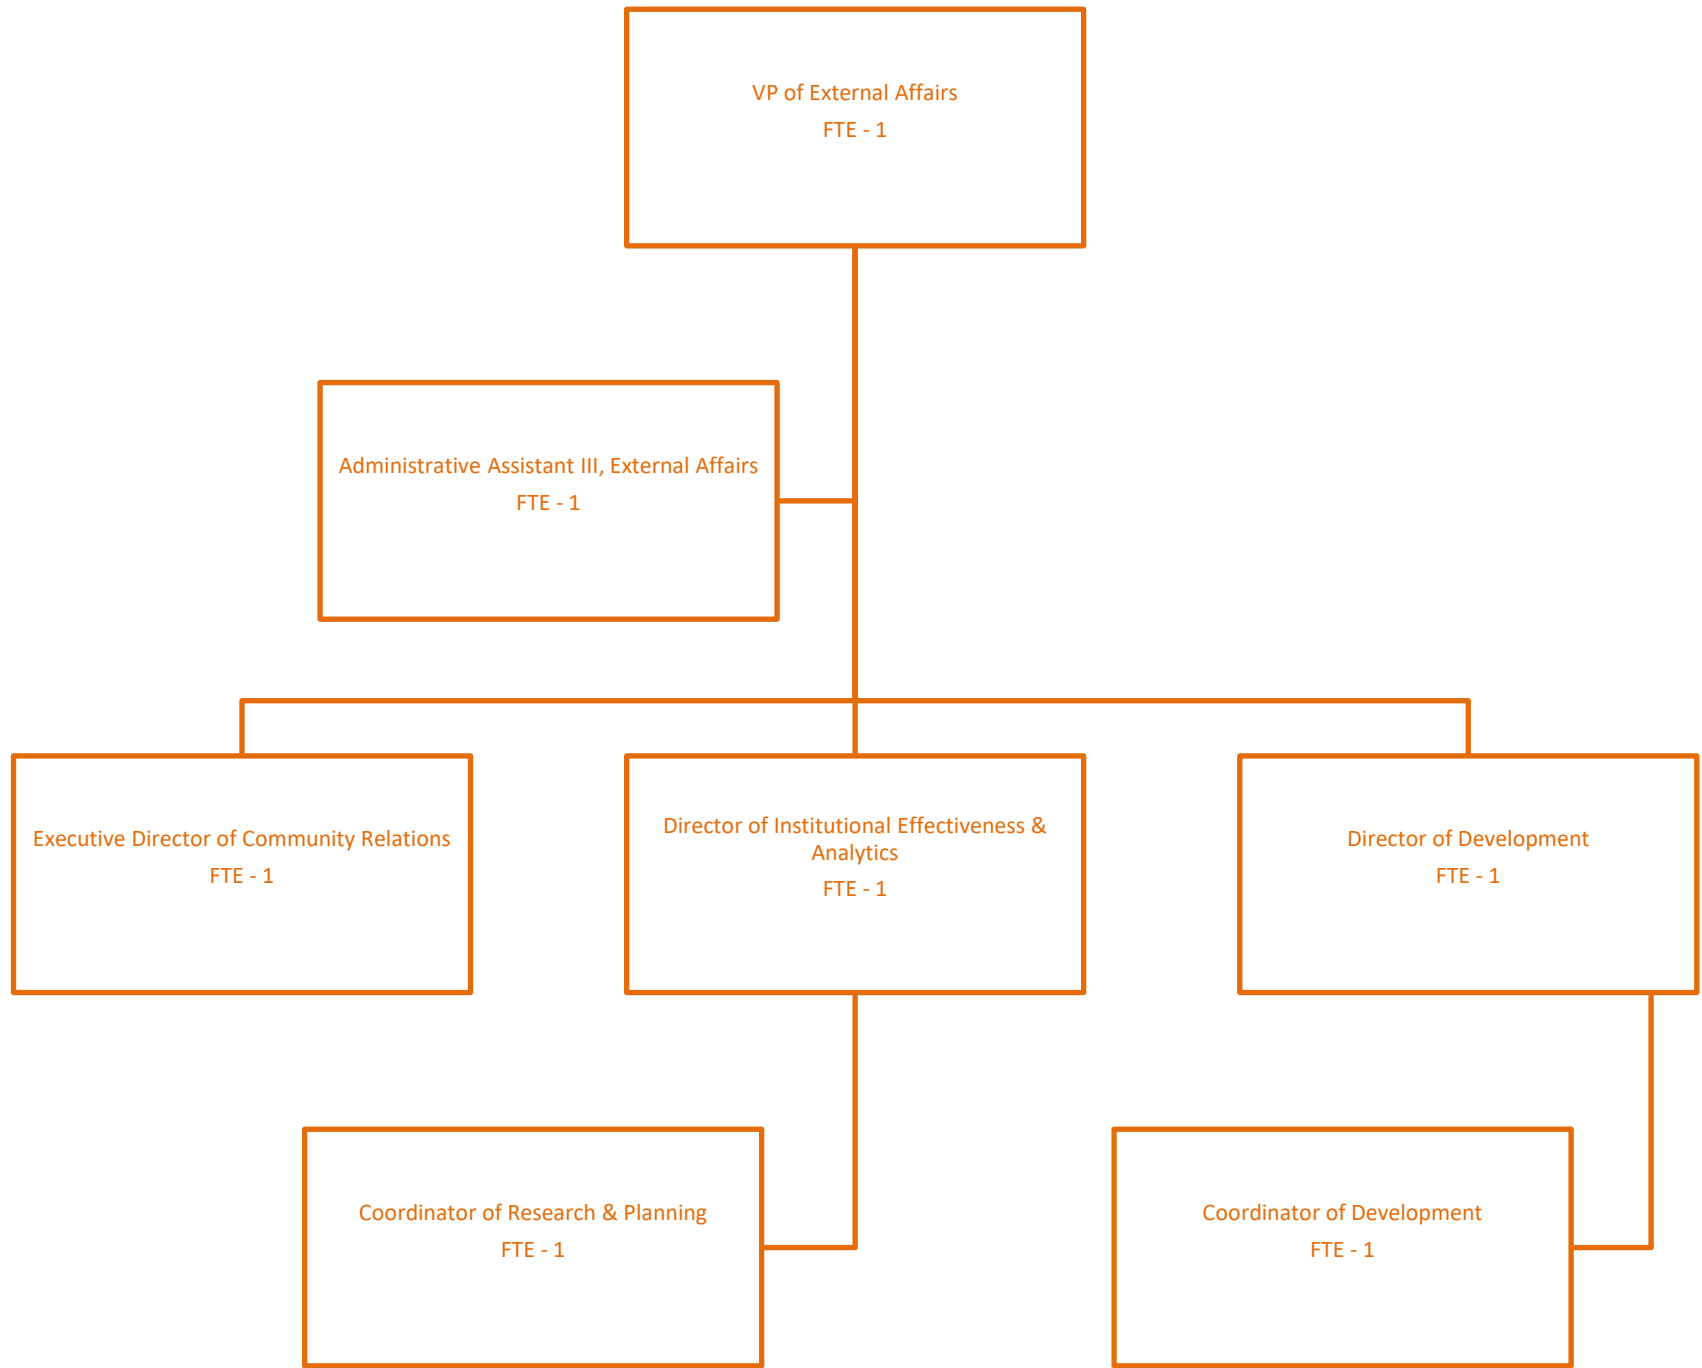 VP of External Affairs
FTE - 1
Administrative Assistant III, External Affairs
FTE - 1
Executive Director of Community Relations
FTE - 1
Director of Institutional Effectiveness &
Analytics
FTE - 1
Director of Development
FTE - 1
Coordinator of Research & Planning
FTE - 1
Coordinator of Development
FTE - 1